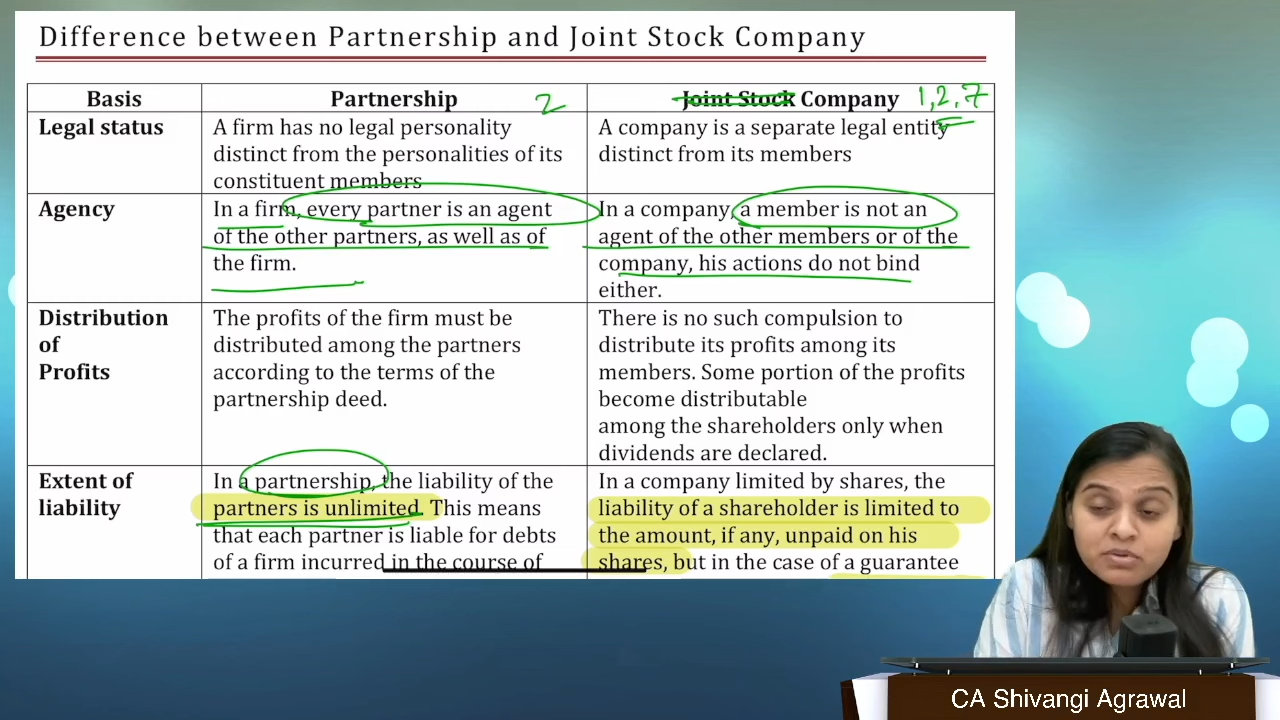 Difference between Partnership and Joint Stock Company
Basis
Partnership
2
Joint Stock Company
1,2,7
Legal status
A firm has no legal personality
distinct from the personalities of its
constituent members
A company is a separate legal entity
distinct from its members
Agency
In a firm, every partner is an agent
of the other partners, as well as of
the firm.
In a company, a member is not an
agent of the other members or of the
company, his actions do not bind
either.
Distribution
of
Profits
The profits of the firm must be
distributed among the partners
according to the terms of the
partnership deed.
There is no such compulsion to
distribute its profits among its
members. Some portion of the profits
become distributable
among the shareholders only when
dividends are declared.
Extent of
liability
In a partnership, the liability of the
partners is unlimited. This means
that each partner is liable for debts
of a firm incurred in the course of
In a company limited by shares, the
liability of a shareholder is limited to
the amount, if any, unpaid on his
shares, but in the case of a guarantee
CA Shivangi Agrawal